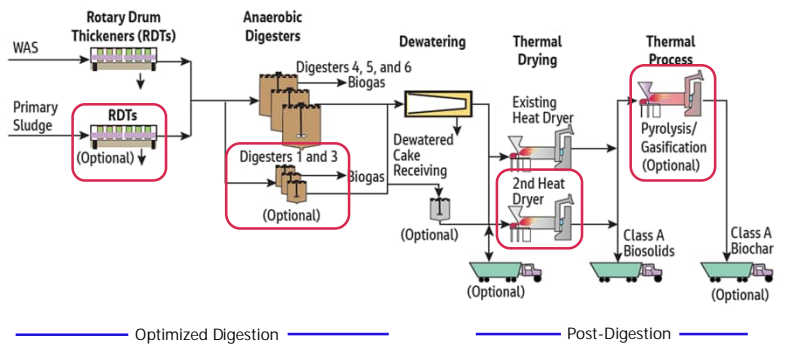 Rotary Drum
Thickeners (RDTs)
Anaerobic
Digesters
Dewatering
Thermal
Drying
Thermal
Process
WAS
Digesters 4, 5, and 6
Biogas
Primary
Sludge
RDTs
(Optional)
Existing
Heat Dryer
Pyrolysis/
Gasification
(Optional)
Dewatered
Cake
Receiving
Digesters 1 and 3
Biogas
(Optional)
2nd Heat
Dryer
(Optional)
Class A
Biosolids
Class A
Biochar
(Optional)
(Optional)
Optimized Digestion
Post-Digestion